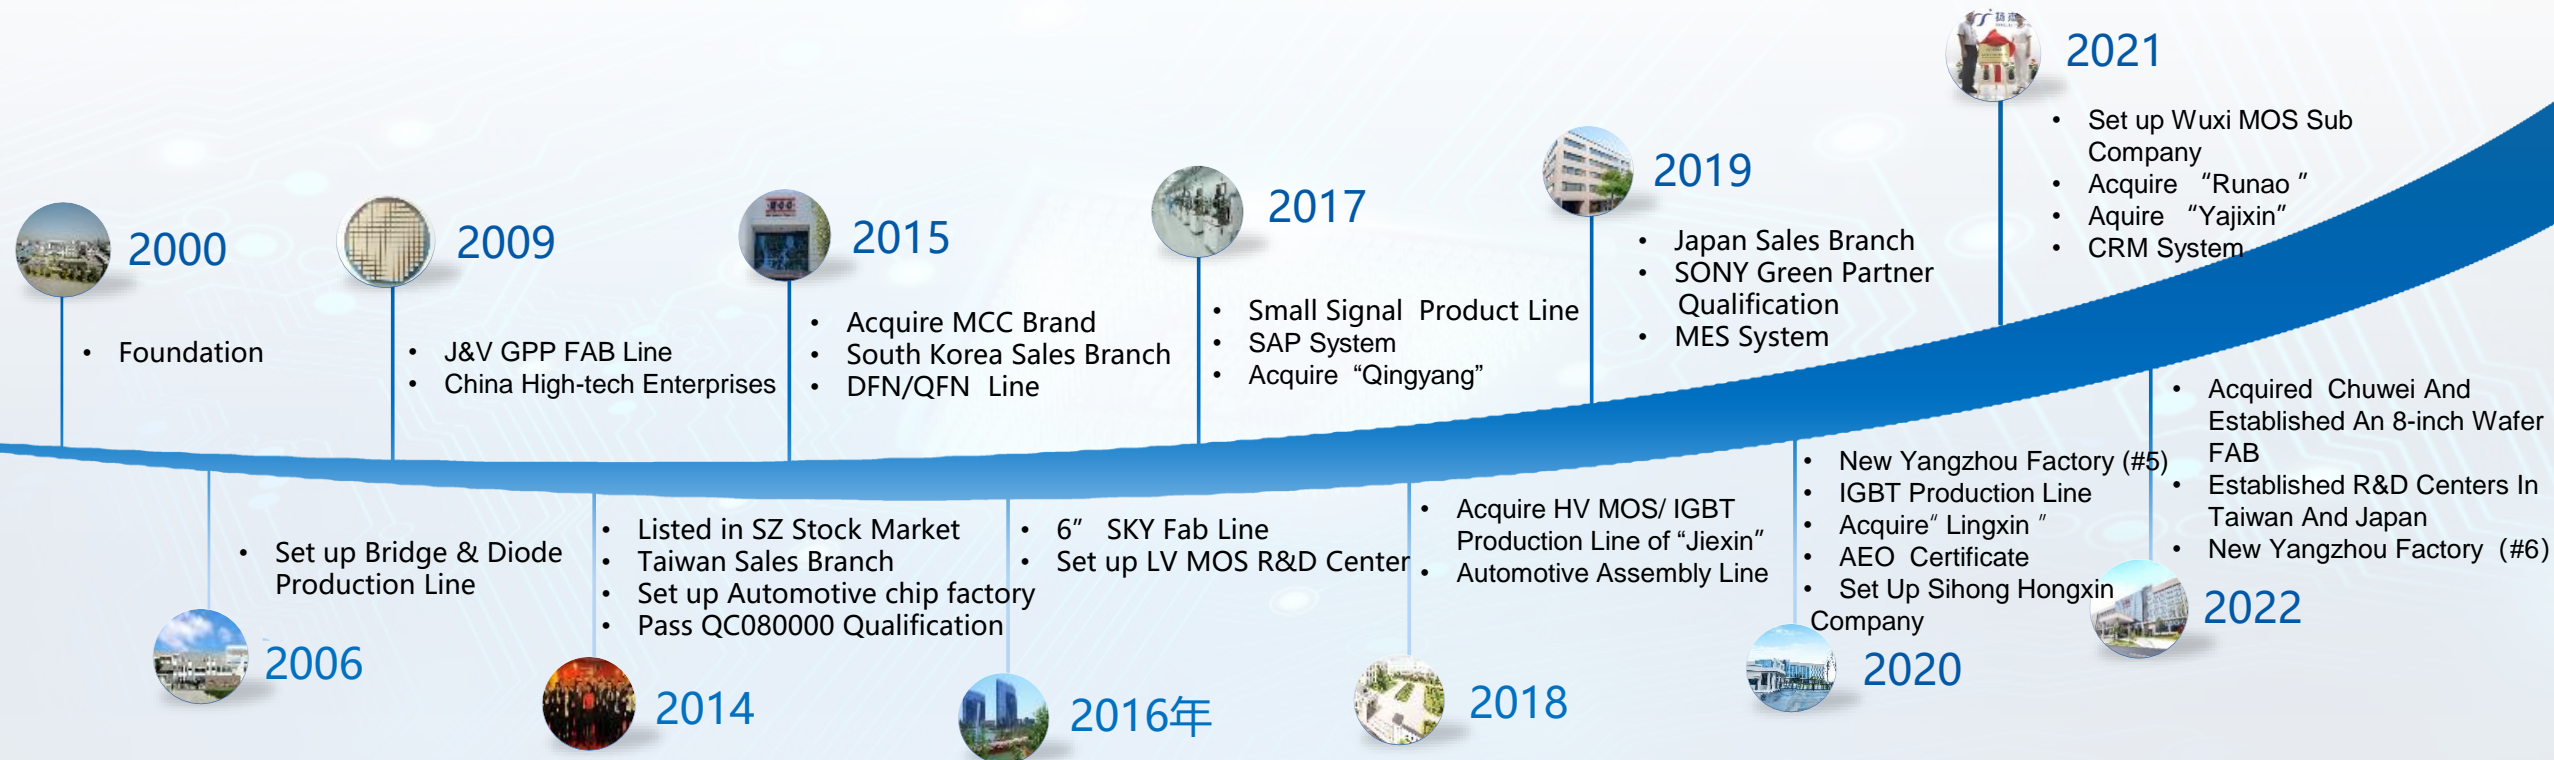 2000
• Foundation
2006
• Set up Bridge & Diode
Production Line
2009
• J&V GPP FAB Line
• China High-tech Enterprises
2014
• Listed in SZ Stock Market
• Taiwan Sales Branch
• Set up Automotive chip factory
• Pass QC080000 Qualification
2015
• Acquire MCC Brand
• South Korea Sales Branch
• DFN/QFN Line
2016年
• 6” SKY Fab Line
• Set up LV MOS R&D Center
2017
• Small Signal Product Line
• SAP System
• Acquire “Qingyang”
2018
• Acquire HV MOS/ IGBT
Production Line of “Jiexin”
• Automotive Assembly Line
2019
• Japan Sales Branch
• SONY Green Partner
Qualification
• MES System
2020
• New Yangzhou Factory (#5)
• IGBT Production Line
• Acquire“ Lingxin ”
• AEO Certificate
• Set Up Sihong Hongxin
Company
2021
• Set up Wuxi MOS Sub
Company
• Acquire “Runao ”
• Aquire “Yajixin”
• CRM System
2022
• Acquired Chuwei And
Established An 8-inch Wafer
FAB
• Established R&D Centers In
Taiwan And Japan
• New Yangzhou Factory（#6）